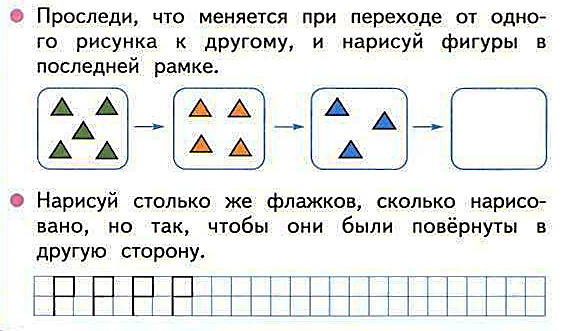 Проследи, что меняется при переходе от одно-
го рисунка к другому, и нарисуй фигуры в
последней рамке.
Нарисуй столько же флажков, сколько нарисо-
вано, но так, чтобы они были повёрнуты в
другую сторону.